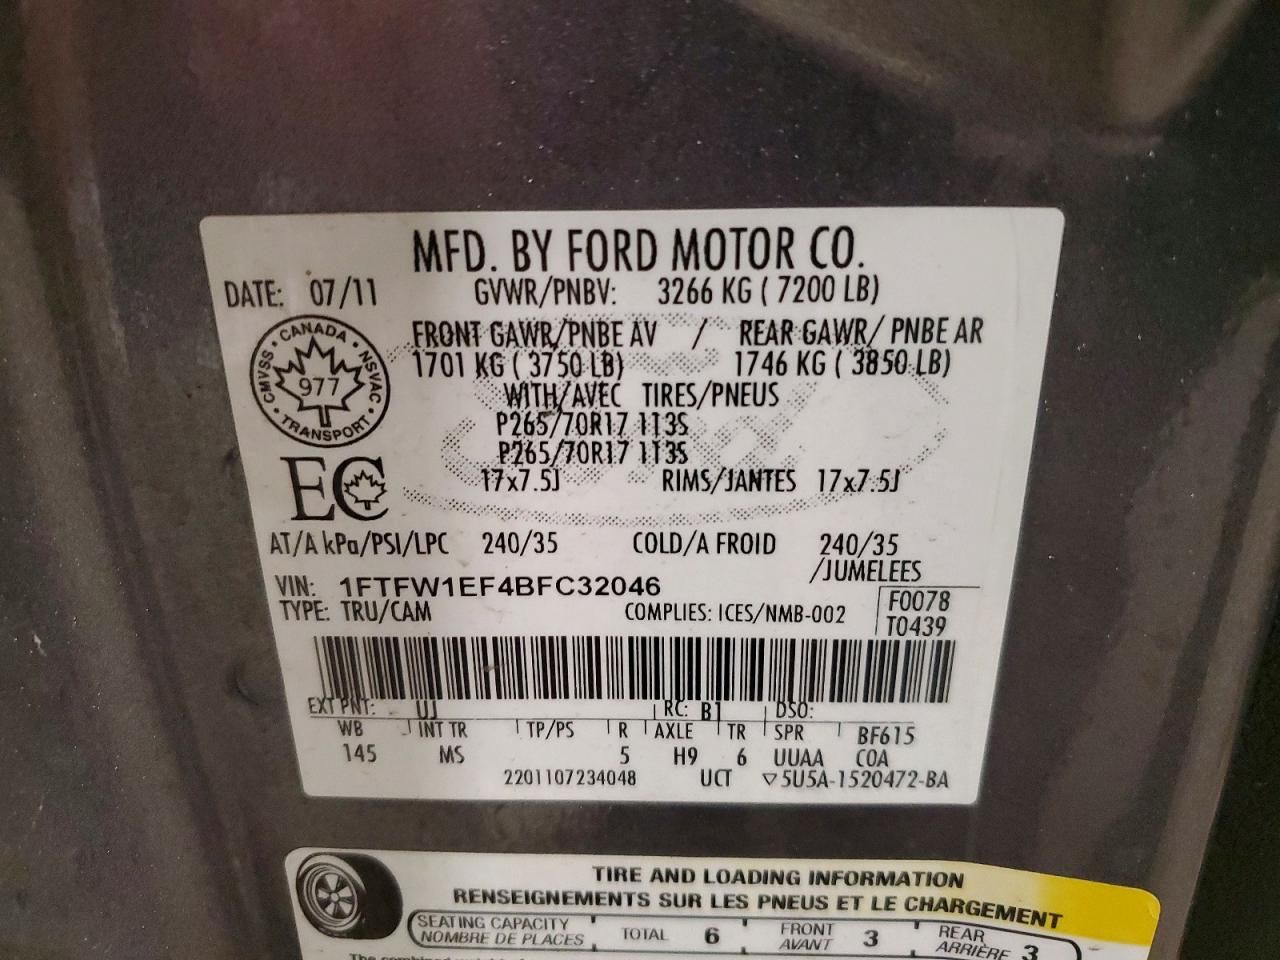 MFD. BY FORD MOTOR CO.
DATE: 07/11 GVWR/PNBV: 3266 KG ( 7200 LB)
FRONT GAWR/PNBE AV / REAR GAWR/ PNBE AR
1701 KG ( 3750 LB) 1746 KG ( 3850 LB)
WITH/AVEC TIRES/PNEUS
P265/70R17 113S
P265/70R17 113S
17x7.5J RIMS/JANTES 17x7.5J
CANADA
CMVSS 977 NSVAC
TRANSPORT
EC
AT/A kPa/PSI/LPC 240/35 COLD/A FROID 240/35
/JUMELEES
VIN: 1FTFW1EF4BFC32046
TYPE: TRU/CAM COMPLIES: ICES/NMB-002
F0078
T0439
EXT PNT: UJ RC: B1 DSO:
WB INT TR TP/PS R AXLE TR SPR BF615
145 MS 5 H9 6 UUAA COA
2201107234048 UCT ▽5U5A-1520472-BA
TIRE AND LOADING INFORMATION
RENSEIGNEMENTS SUR LES PNEUS ET LE CHARGEMENT
SEATING CAPACITY
NOMBRE DE PLACES
TOTAL 6
FRONT
AVANT 3
REAR
ARRIÈRE 3
The combined